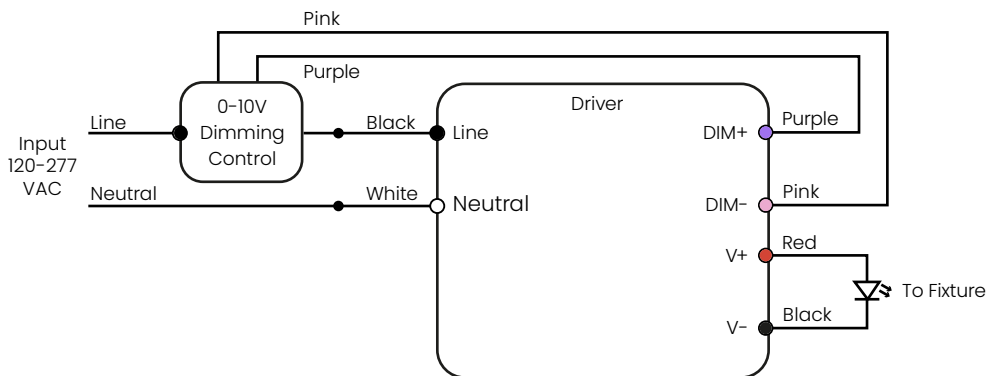 Pink
Purple
0-10V
Dimming
Control
Driver
Line
Black
Line
DIM+
Purple
Input
120-277
VAC
Neutral
White
Neutral
DIM-
Pink
V+
Red
To Fixture
V-
Black